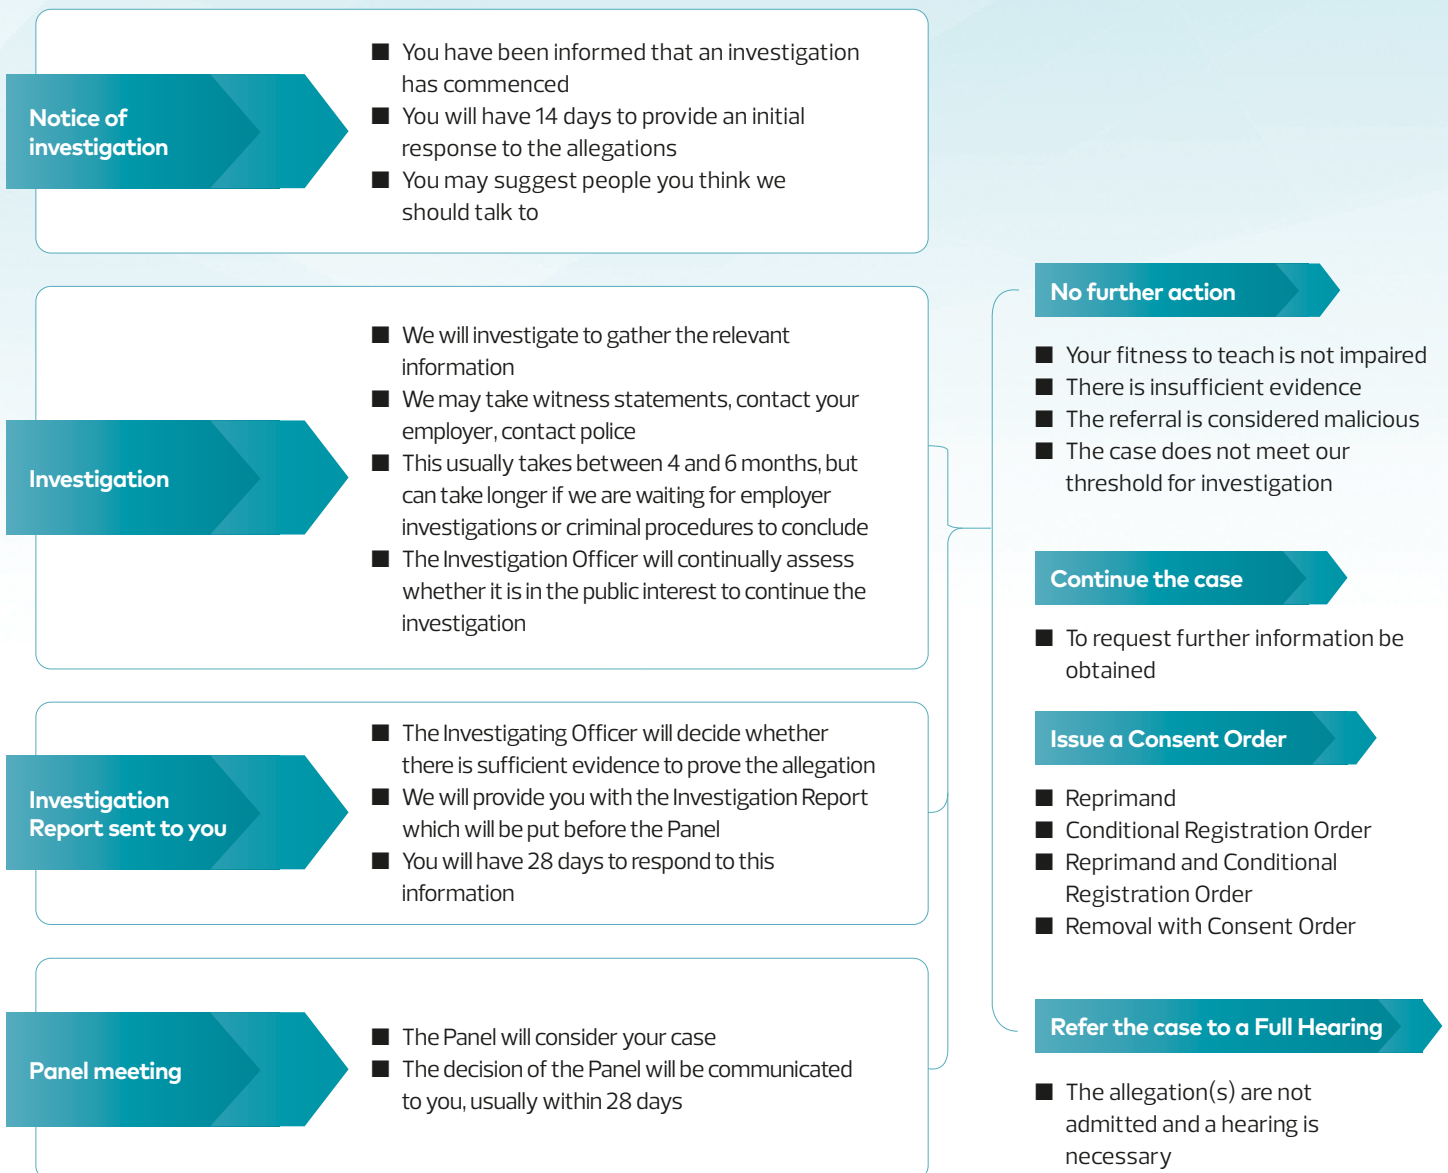 Notice of
investigation
■ You have been informed that an investigation
has commenced
■ You will have 14 days to provide an initial
response to the allegations
■ You may suggest people you think we
should talk to
Investigation
■ We will investigate to gather the relevant
information
■ We may take witness statements, contact your
employer, contact police
■ This usually takes between 4 and 6 months, but
can take longer if we are waiting for employer
investigations or criminal procedures to conclude
■ The Investigation Officer will continually assess
whether it is in the public interest to continue the
investigation
Investigation
Report sent to you
■ The Investigating Officer will decide whether
there is sufficient evidence to prove the allegation
■ We will provide you with the Investigation Report
which will be put before the Panel
■ You will have 28 days to respond to this
information
Panel meeting
■ The Panel will consider your case
■ The decision of the Panel will be communicated
to you, usually within 28 days
No further action
■ Your fitness to teach is not impaired
■ There is insufficient evidence
■ The referral is considered malicious
■ The case does not meet our
threshold for investigation
Continue the case
■ To request further information be
obtained
Issue a Consent Order
■ Reprimand
■ Conditional Registration Order
■ Reprimand and Conditional
Registration Order
■ Removal with Consent Order
Refer the case to a Full Hearing
■ The allegation(s) are not
admitted and a hearing is
necessary